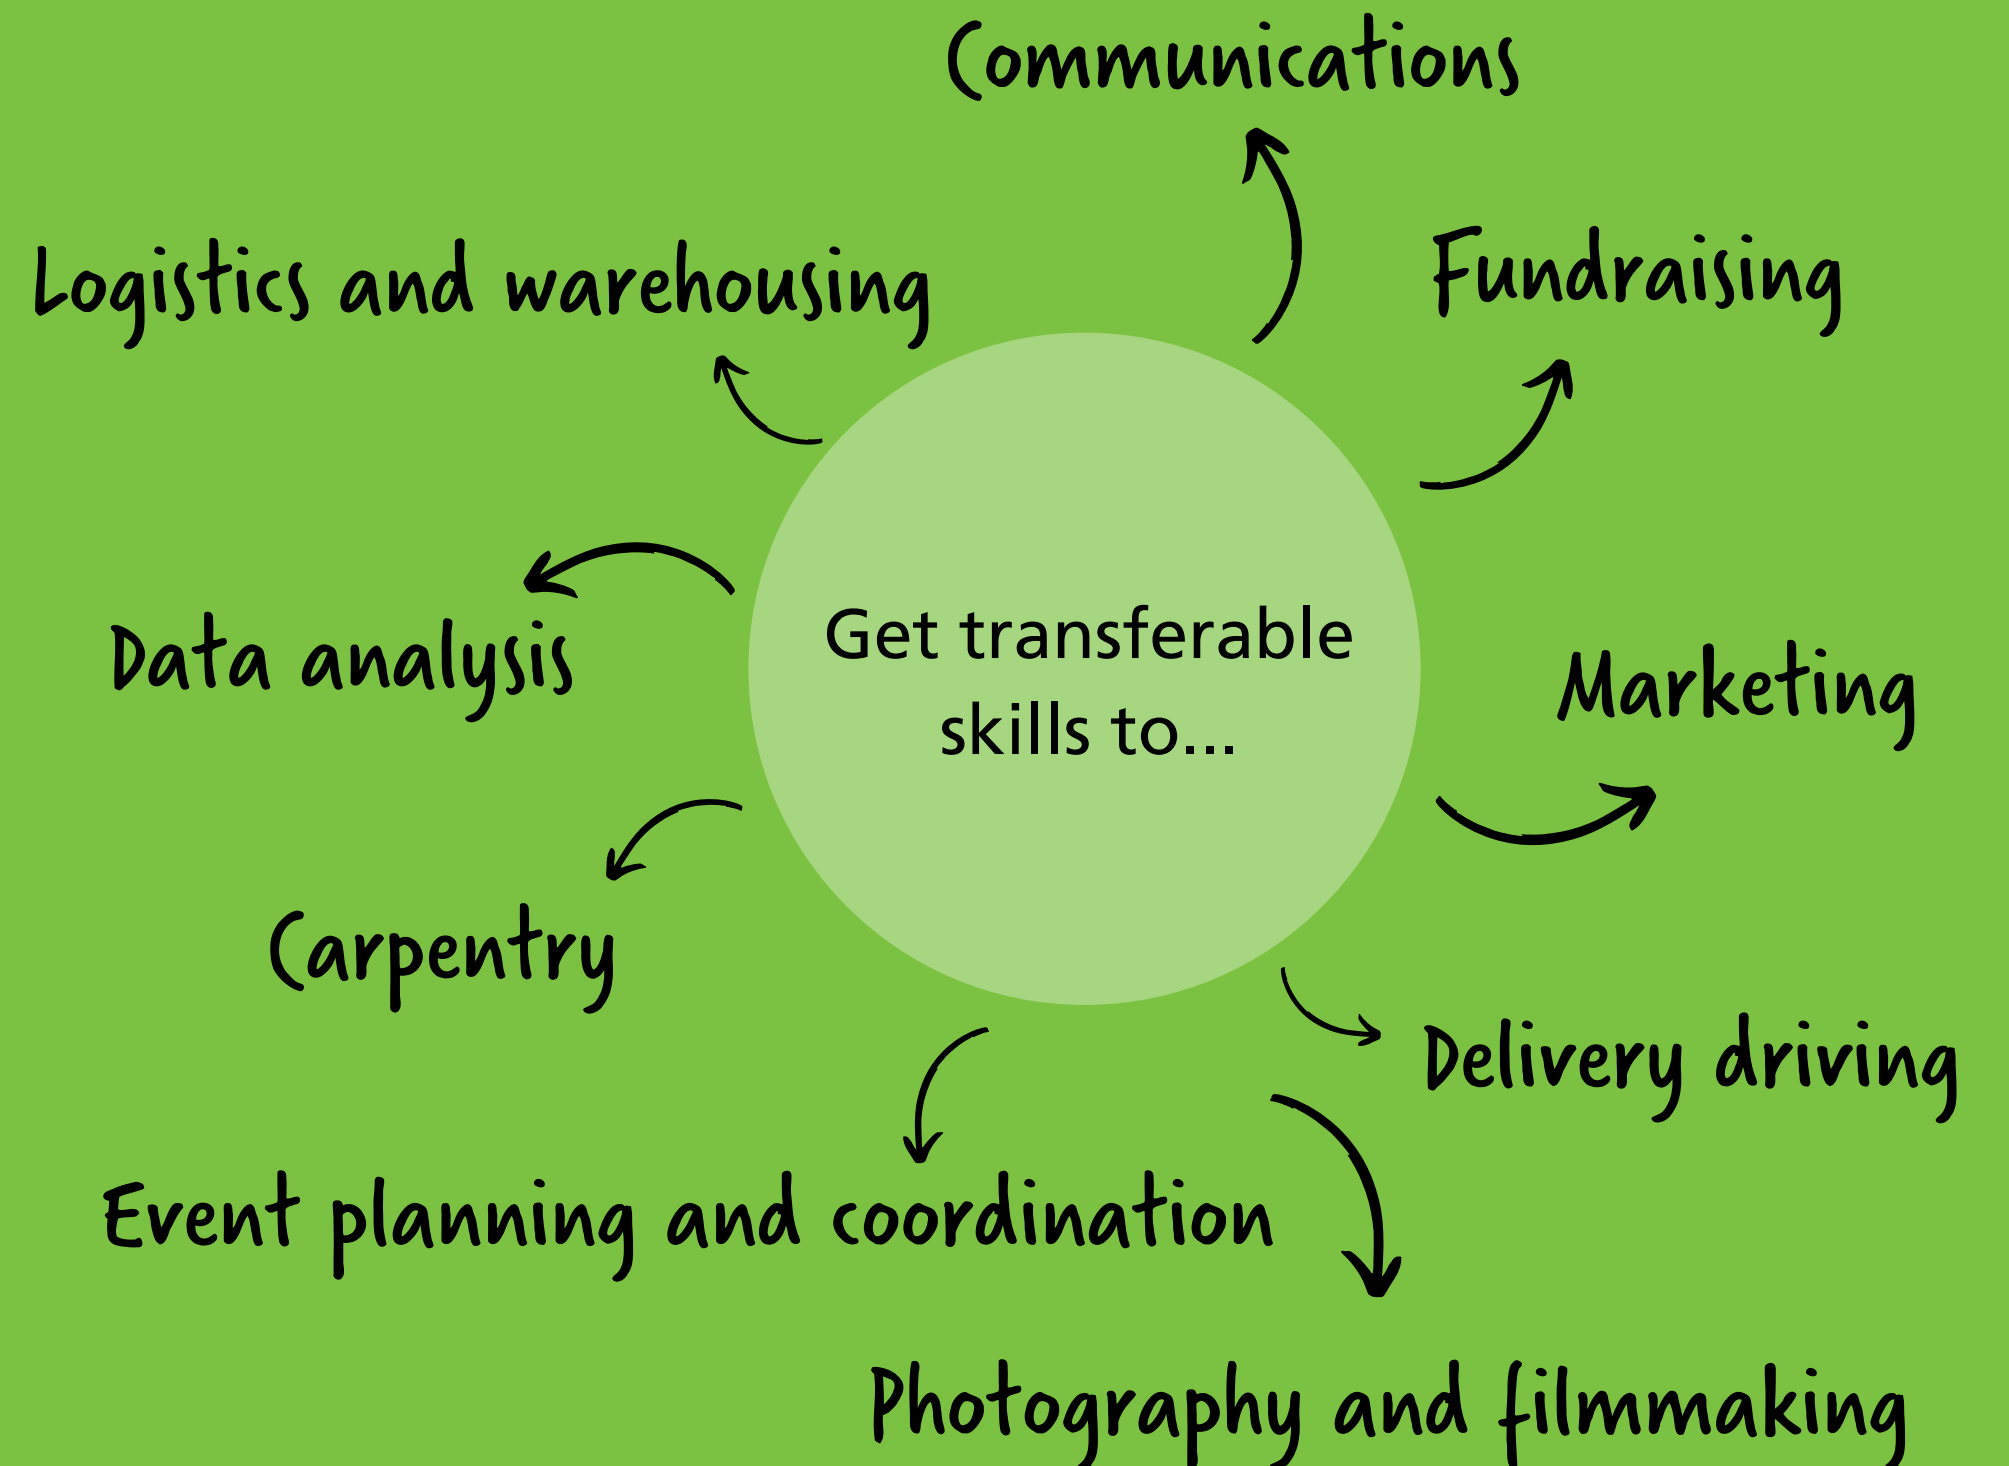 Communications
Logistics and warehousing
Fundraising
Get transferable
skills to...
Data analysis
Marketing
Carpentry
Delivery driving
Event planning and coordination
Photography and filmmaking